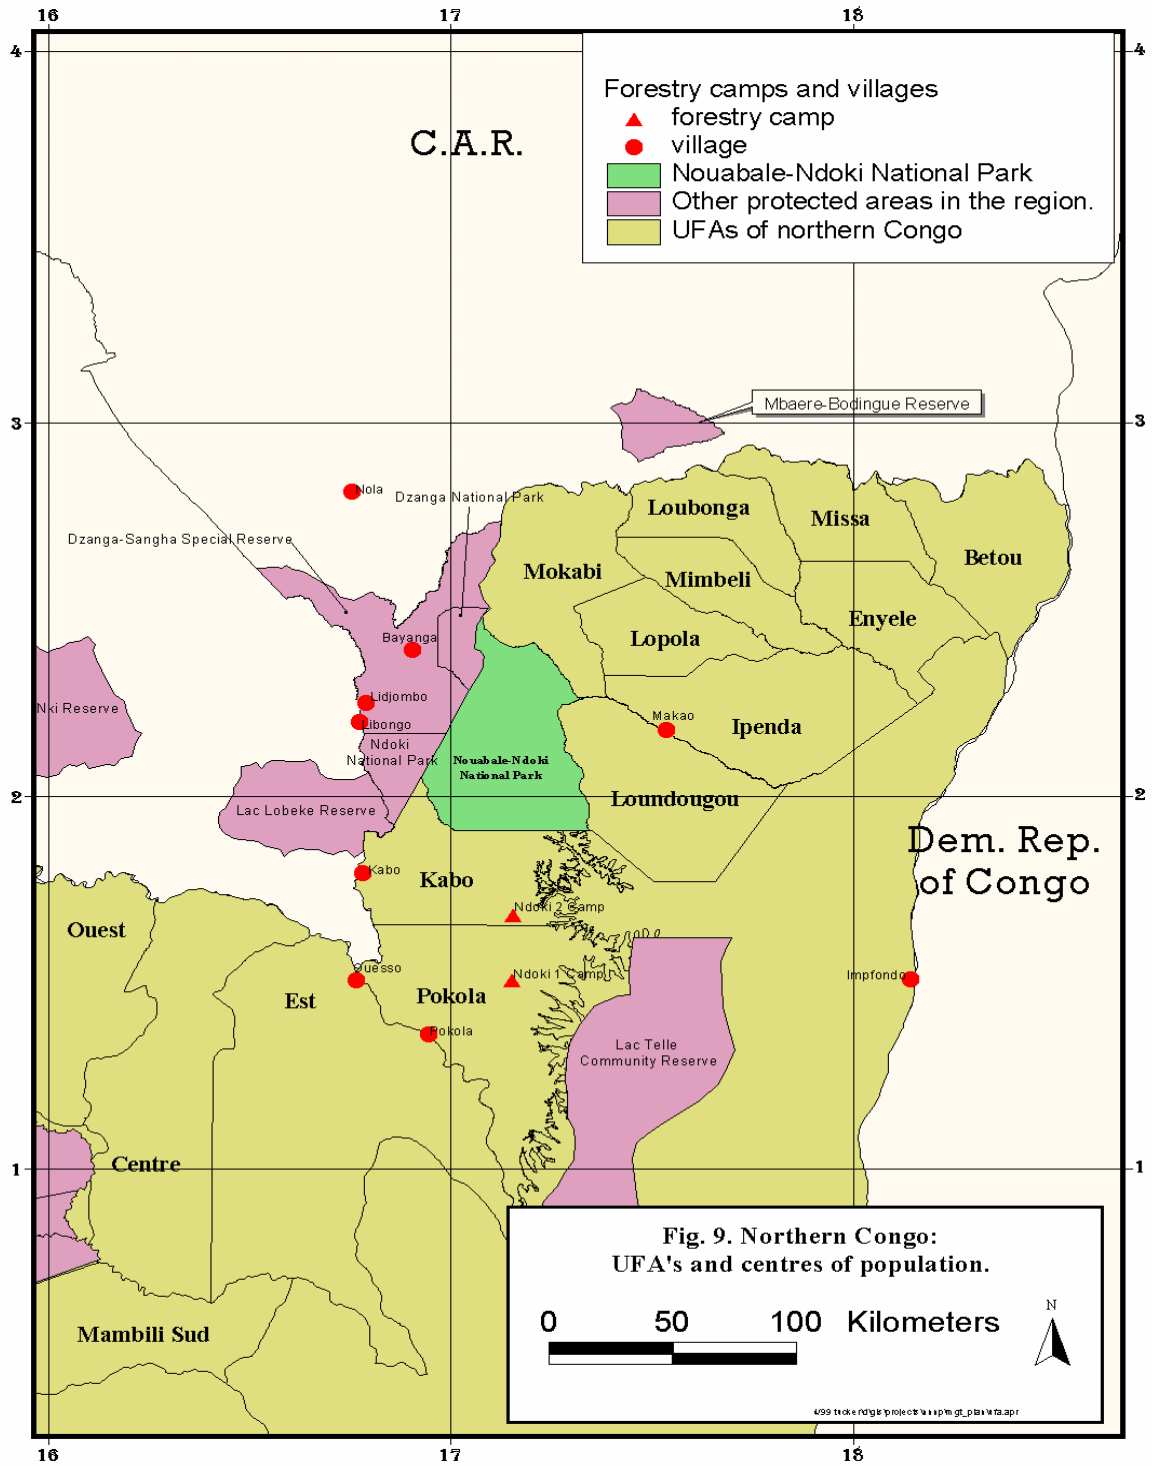 16
17
18
4
4
Forestry camps and villages
forestry camp
village
Nouabale-Ndoki National Park
Other protected areas in the region.
UFAs of northern Congo
C.A.R.
3
3
Mbaere-Bodingue Reserve
Nola
Dzanga National Park
Loubonga
Missa
Dzanga-Sangha Special Reserve
Betou
Mokabi
Mimbeli
Enyele
Bayanga
Lopola
Lidjombo
Nki Reserve
Libongo
Makao
Ipenda
Ndoki
National Park
Nouabale-Ndoki
National Park
2
2
Loundougou
Lac Lobeke Reserve
Dem. Rep.
of Congo
Kabo
Kabo
Ndoki 2 Camp
Ouest
Ouesso
Ndoki 1 Camp
Impfondo
Est
Pokola
Pokola
Lac Telle
Community Reserve
Centre
1
1
Fig. 9. Northern Congo:
UFA's and centres of population.
0 50 100 Kilometers
N
Mambili Sud
16
17
18